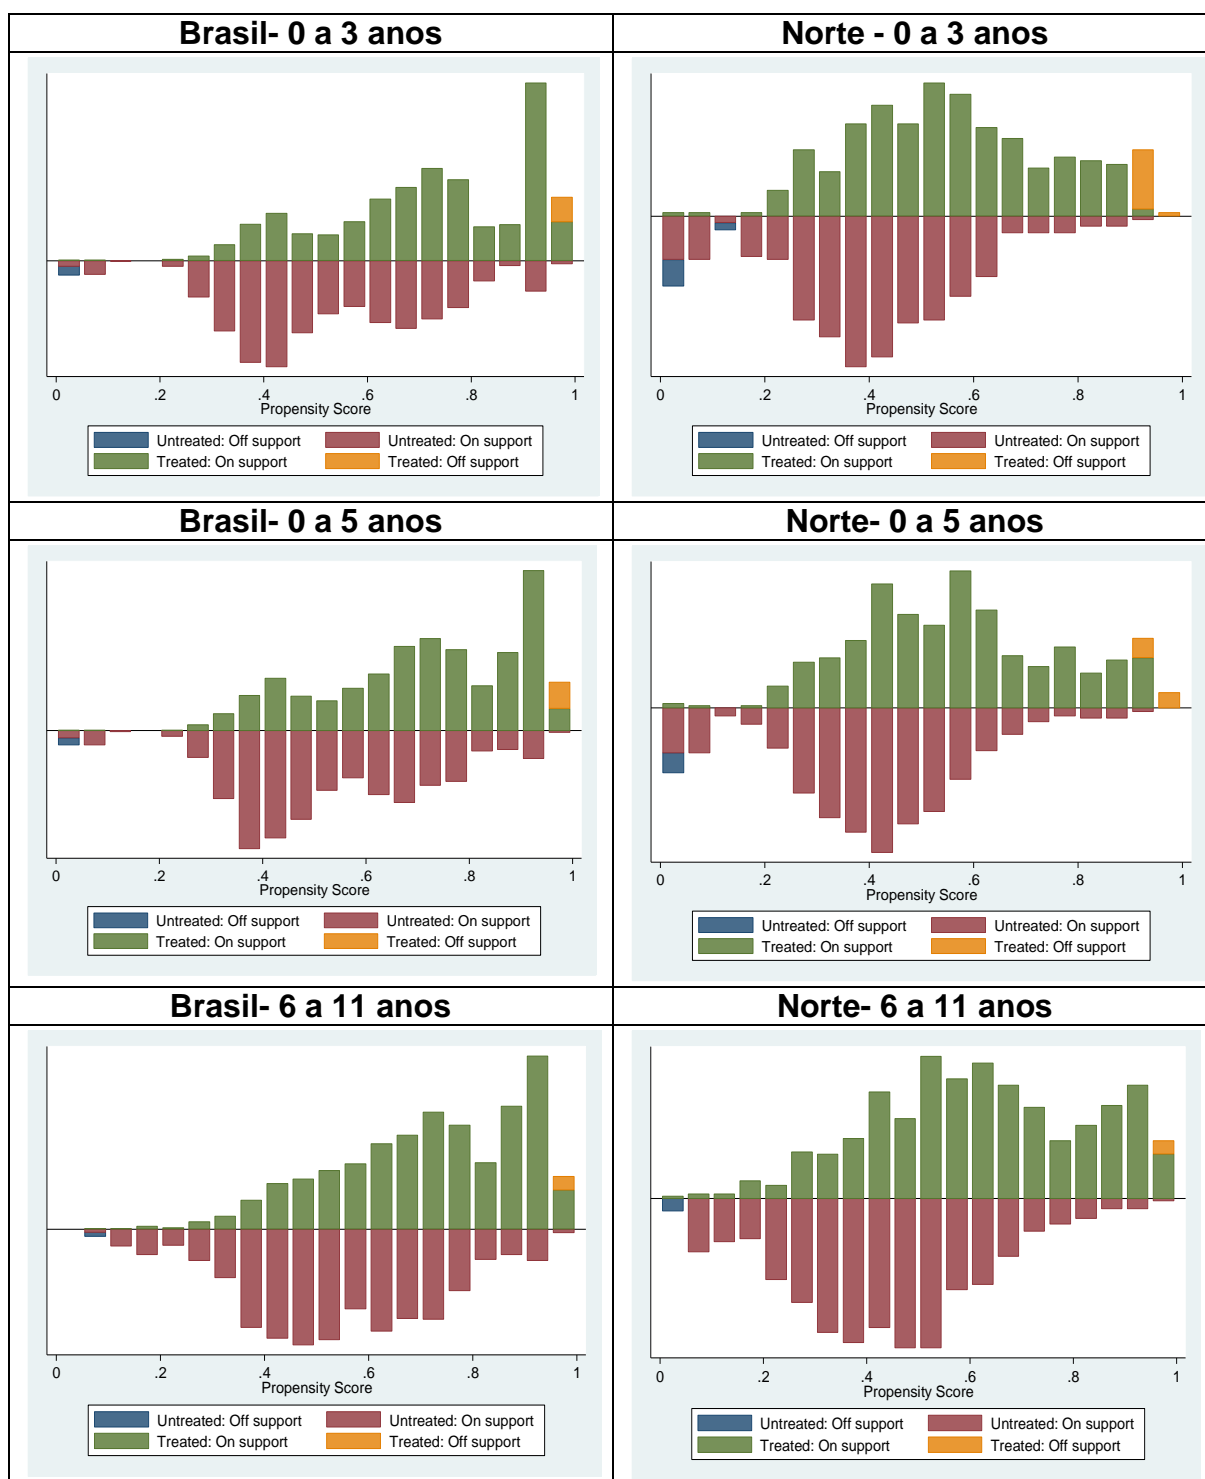 Brasil- 0 a 3 anos
Norte - 0 a 3 anos
0 .2 .4 .6 .8 1
Propensity Score
Untreated: Off support Untreated: On support
Treated: On support Treated: Off support
0 .2 .4 .6 .8 1
Propensity Score
Untreated: Off support Untreated: On support
Treated: On support Treated: Off support
Brasil- 0 a 5 anos
Norte- 0 a 5 anos
0 .2 .4 .6 .8 1
Propensity Score
Untreated: Off support Untreated: On support
Treated: On support Treated: Off support
0 .2 .4 .6 .8 1
Propensity Score
Untreated: Off support Untreated: On support
Treated: On support Treated: Off support
Brasil- 6 a 11 anos
Norte- 6 a 11 anos
0 .2 .4 .6 .8 1
Propensity Score
Untreated: Off support Untreated: On support
Treated: On support Treated: Off support
0 .2 .4 .6 .8 1
Propensity Score
Untreated: Off support Untreated: On support
Treated: On support Treated: Off support